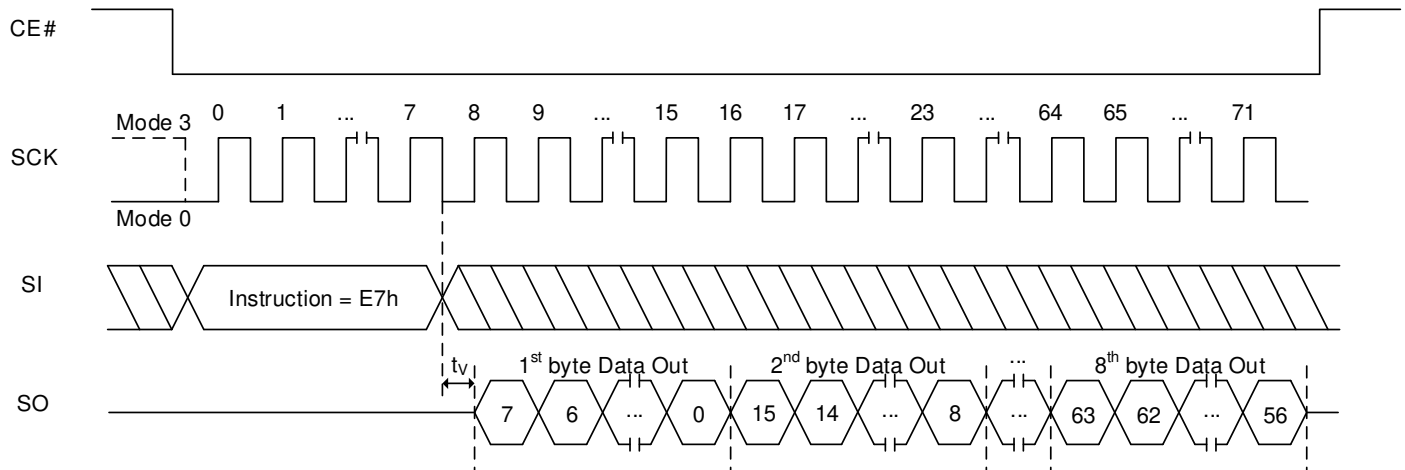 CE#
0 1 ... 7 8 9 ... 15 16 17 ... 23 ... 64 65 ... 71
Mode 3
SCK
Mode 0
SI
Instruction = E7h
tV 1st byte Data Out 2nd byte Data Out ... 8th byte Data Out
SO
7 6 ... 0 15 14 ... 8 ... 63 62 ... 56